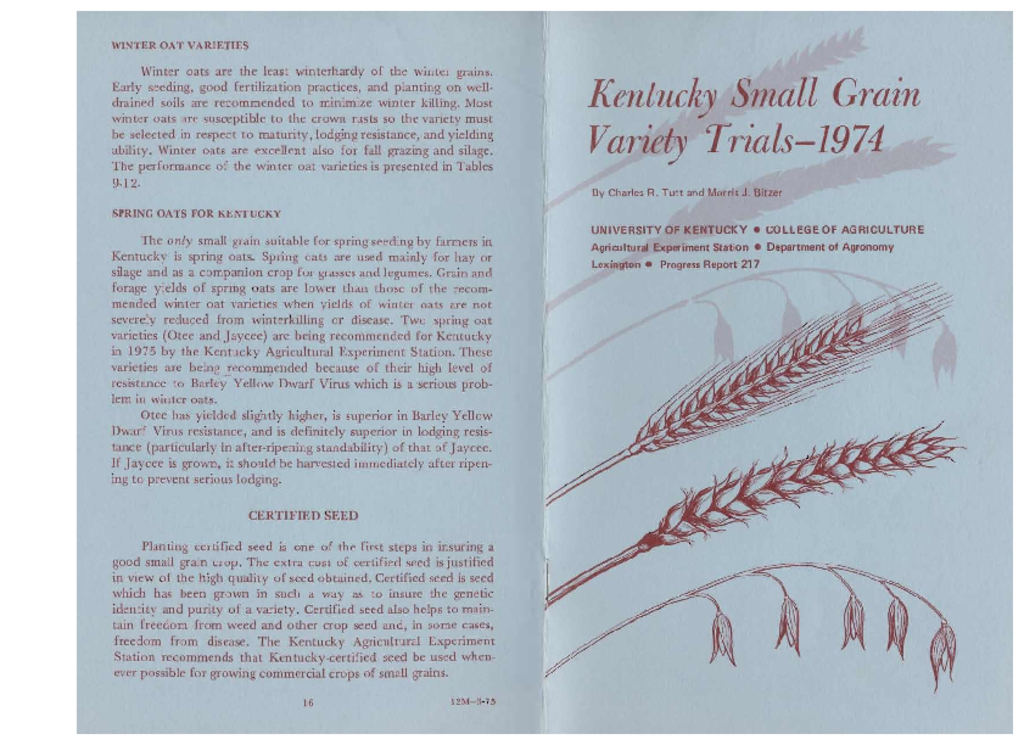 WINTER OAT VARIETIES
Winter oats are the least winterhardy of the winter grains.
Early seeding, good fertilization practices, and planting on well-
drained soils are recommended to minimize winter killing. Most
winter oats are susceptible to the crown rusts so the variety must
be selected in respect to maturity, lodging resistance, and yielding
ability. Winter oats are excellent also for fall grazing and silage.
The performance of the winter oat varieties is presented in Tables
9-12.
SPRING OATS FOR KENTUCKY
The only small grain suitable for spring seeding by farmers in
Kentucky is spring oats. Spring oats are used mainly for hay or
silage and as a companion crop for grasses and legumes. Grain and
forage yields of spring oats are lower than those of the recom-
mended winter oat varieties when yields of winter oats are not
severely reduced from winterkilling or disease. Two spring oat
varieties (Otee and Jaycee) are being recommended for Kentucky
in 1975 by the Kentucky Agricultural Experiment Station. These
varieties are being recommended because of their high level of
resistance to Barley Yellow Dwarf Virus which is a serious prob-
lem in winter oats.
Otee has yielded slightly higher, is superior in Barley Yellow
Dwarf Virus resistance, and is definitely superior in lodging resis-
tance (particularly in after-ripening standability) of that of Jaycee.
If Jaycee is grown, it should be harvested immediately after ripen-
ing to prevent serious lodging.
CERTIFIED SEED
Planting certified seed is one of the first steps in insuring a
good small grain crop. The extra cost of certified seed is justified
in view of the high quality of seed obtained. Certified seed is seed
which has been grown in such a way as to insure the genetic
identity and purity of a variety. Certified seed also helps to main-
tain freedom from weed and other crop seed and, in some cases,
freedom from disease. The Kentucky Agricultural Experiment
Station recommends that Kentucky-certified seed be used when-
ever possible for growing commercial crops of small grains.
16
12M—3-75
Kentucky Small Grain
Variety Trials—1974
By Charles R. Tutt and Morris J. Bitzer
UNIVERSITY OF KENTUCKY ● COLLEGE OF AGRICULTURE
Agricultural Experiment Station ● Department of Agronomy
Lexington ● Progress Report 217